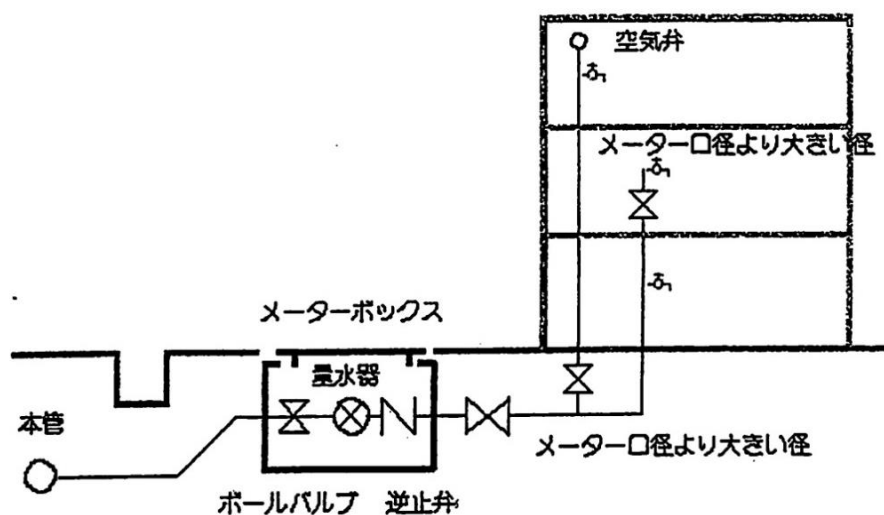 空気弁
メーター口径より大きい径
メーターボックス
量水器
本管
メーター口径より大きい径
ボールバルブ 逆止弁